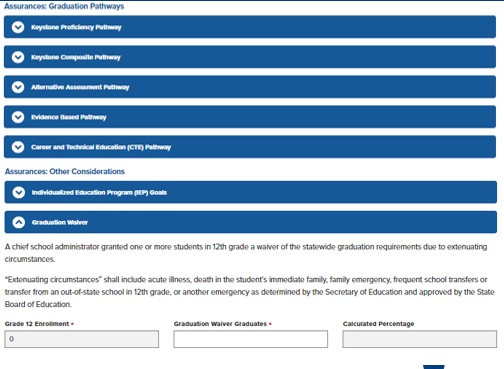 Assurances: Graduation Pathways
Keystone Proficiency Pathway
Keystone Composite Pathway
Alternative Assessment Pathway
Evidence Based Pathway
Career and Technical Education (CTE) Pathway
Assurances: Other Considerations
Individualized Education Program (IEP) Goals
Graduation Waiver
A chief school administrator granted one or more students in 12th grade a waiver of the statewide graduation requirements due to extenuating
circumstances.
“Extenuating circumstances” shall include acute illness, death in the student's immediate family, family emergency, frequent school transfers or
transfer from an out-of-state school in 12th grade, or another emergency as determined by the Secretary of Education and approved by the State
Board of Education.
Grade 12 Enrollment * Graduation Waiver Graduates * Calculated Percentage
0